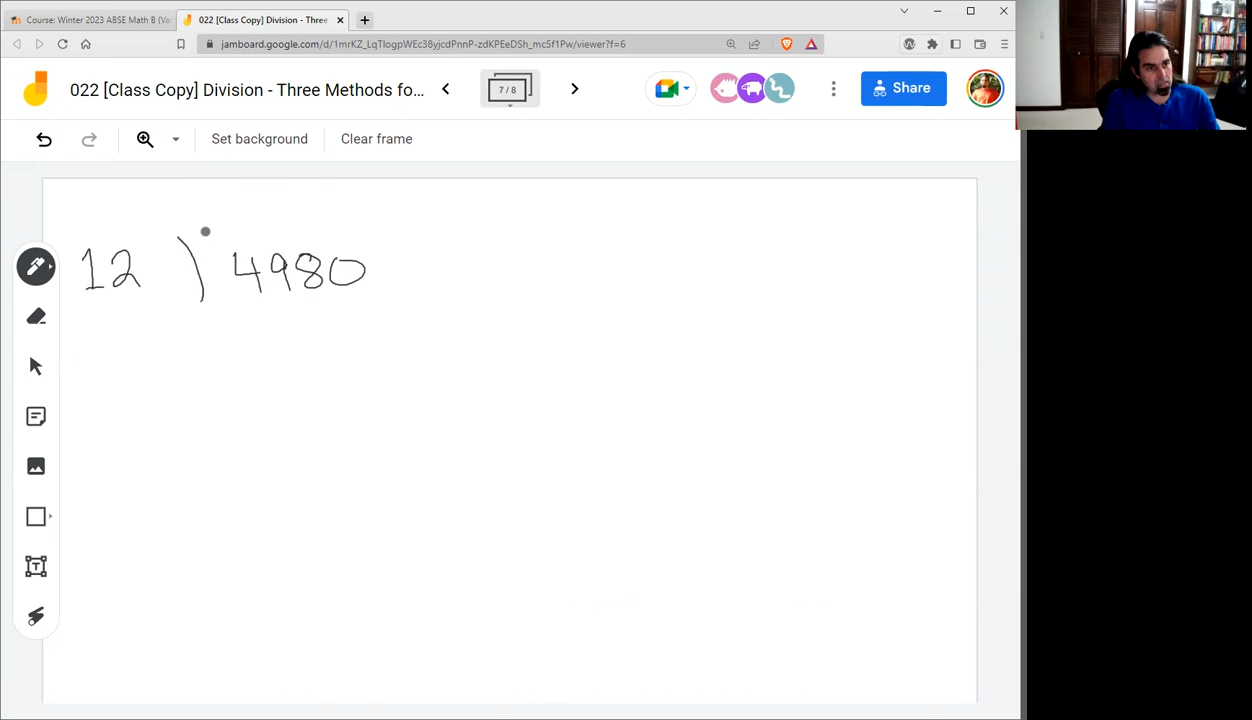 Course: Winter 2023 ABSE Math B (Va
022 [Class Copy] Division - Three
jamboard.google.com/d/1mrKZ_LqTlogpWEc38yjcdPnnP-zdKPEeDSh_mc5f1Pw/viewer?f=6
022 [Class Copy] Division - Three Methods fo...
7 / 8
Share
Set background
Clear frame
12 ) 4980
T